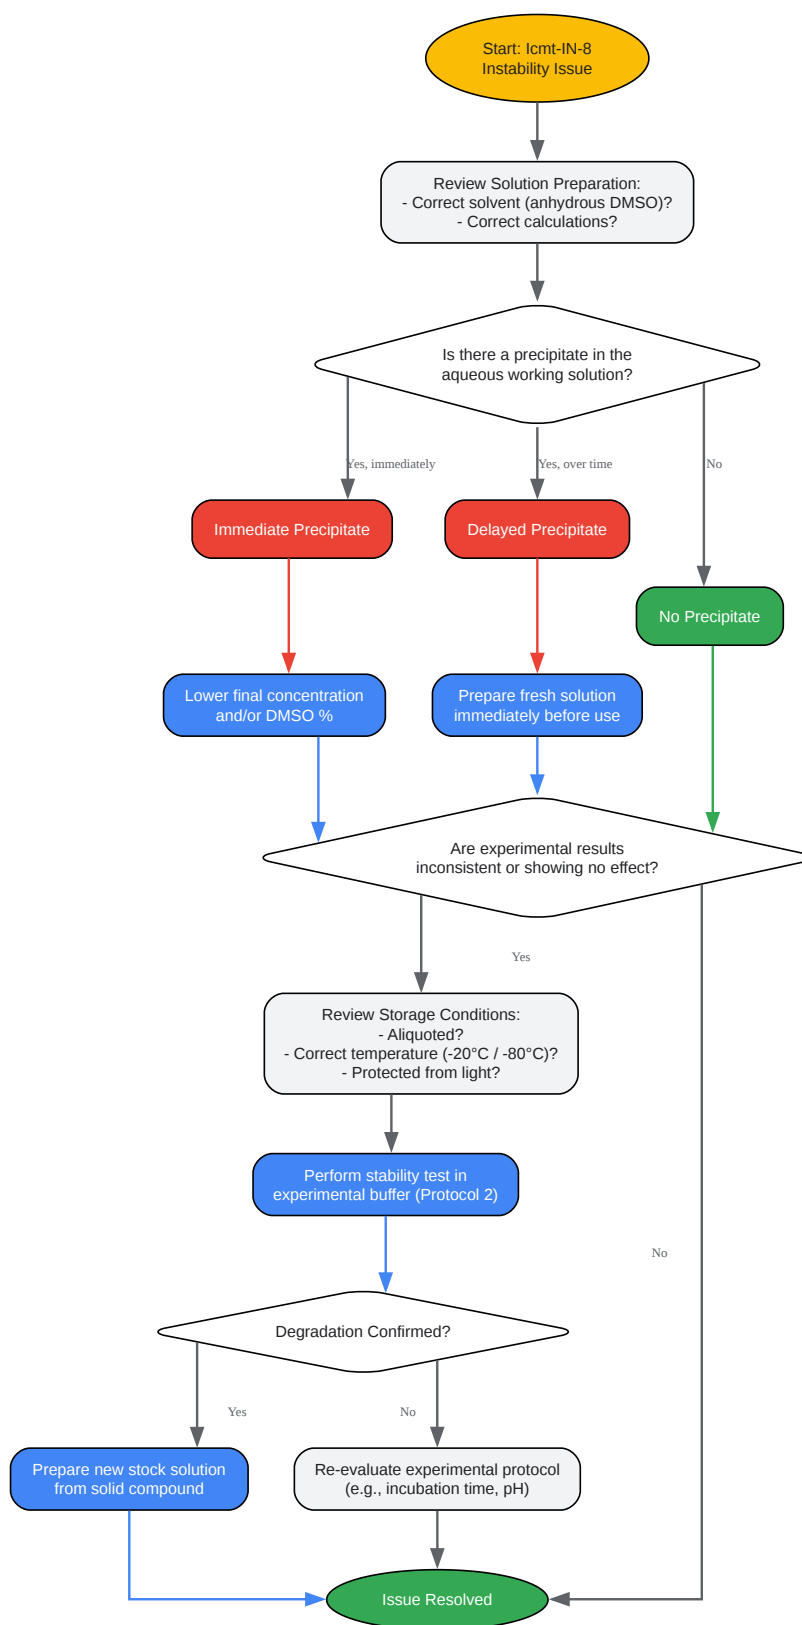 Start: Icmt-IN-8
Instability Issue
Review Solution Preparation:
- Correct solvent (anhydrous DMSO)?
- Correct calculations?
Is there a precipitate in the
aqueous working solution?
Yes, immediately
Yes, over time
No
Immediate Precipitate
Delayed Precipitate
No Precipitate
Lower final concentration
and/or DMSO %
Prepare fresh solution
immediately before use
Are experimental results
inconsistent or showing no effect?
Yes
Review Storage Conditions:
- Aliquoted?
- Correct temperature (-20°C / -80°C)?
- Protected from light?
Perform stability test in
experimental buffer (Protocol 2)
No
Degradation Confirmed?
Yes
No
Prepare new stock solution
from solid compound
Re-evaluate experimental protocol
(e.g., incubation time, pH)
Issue Resolved